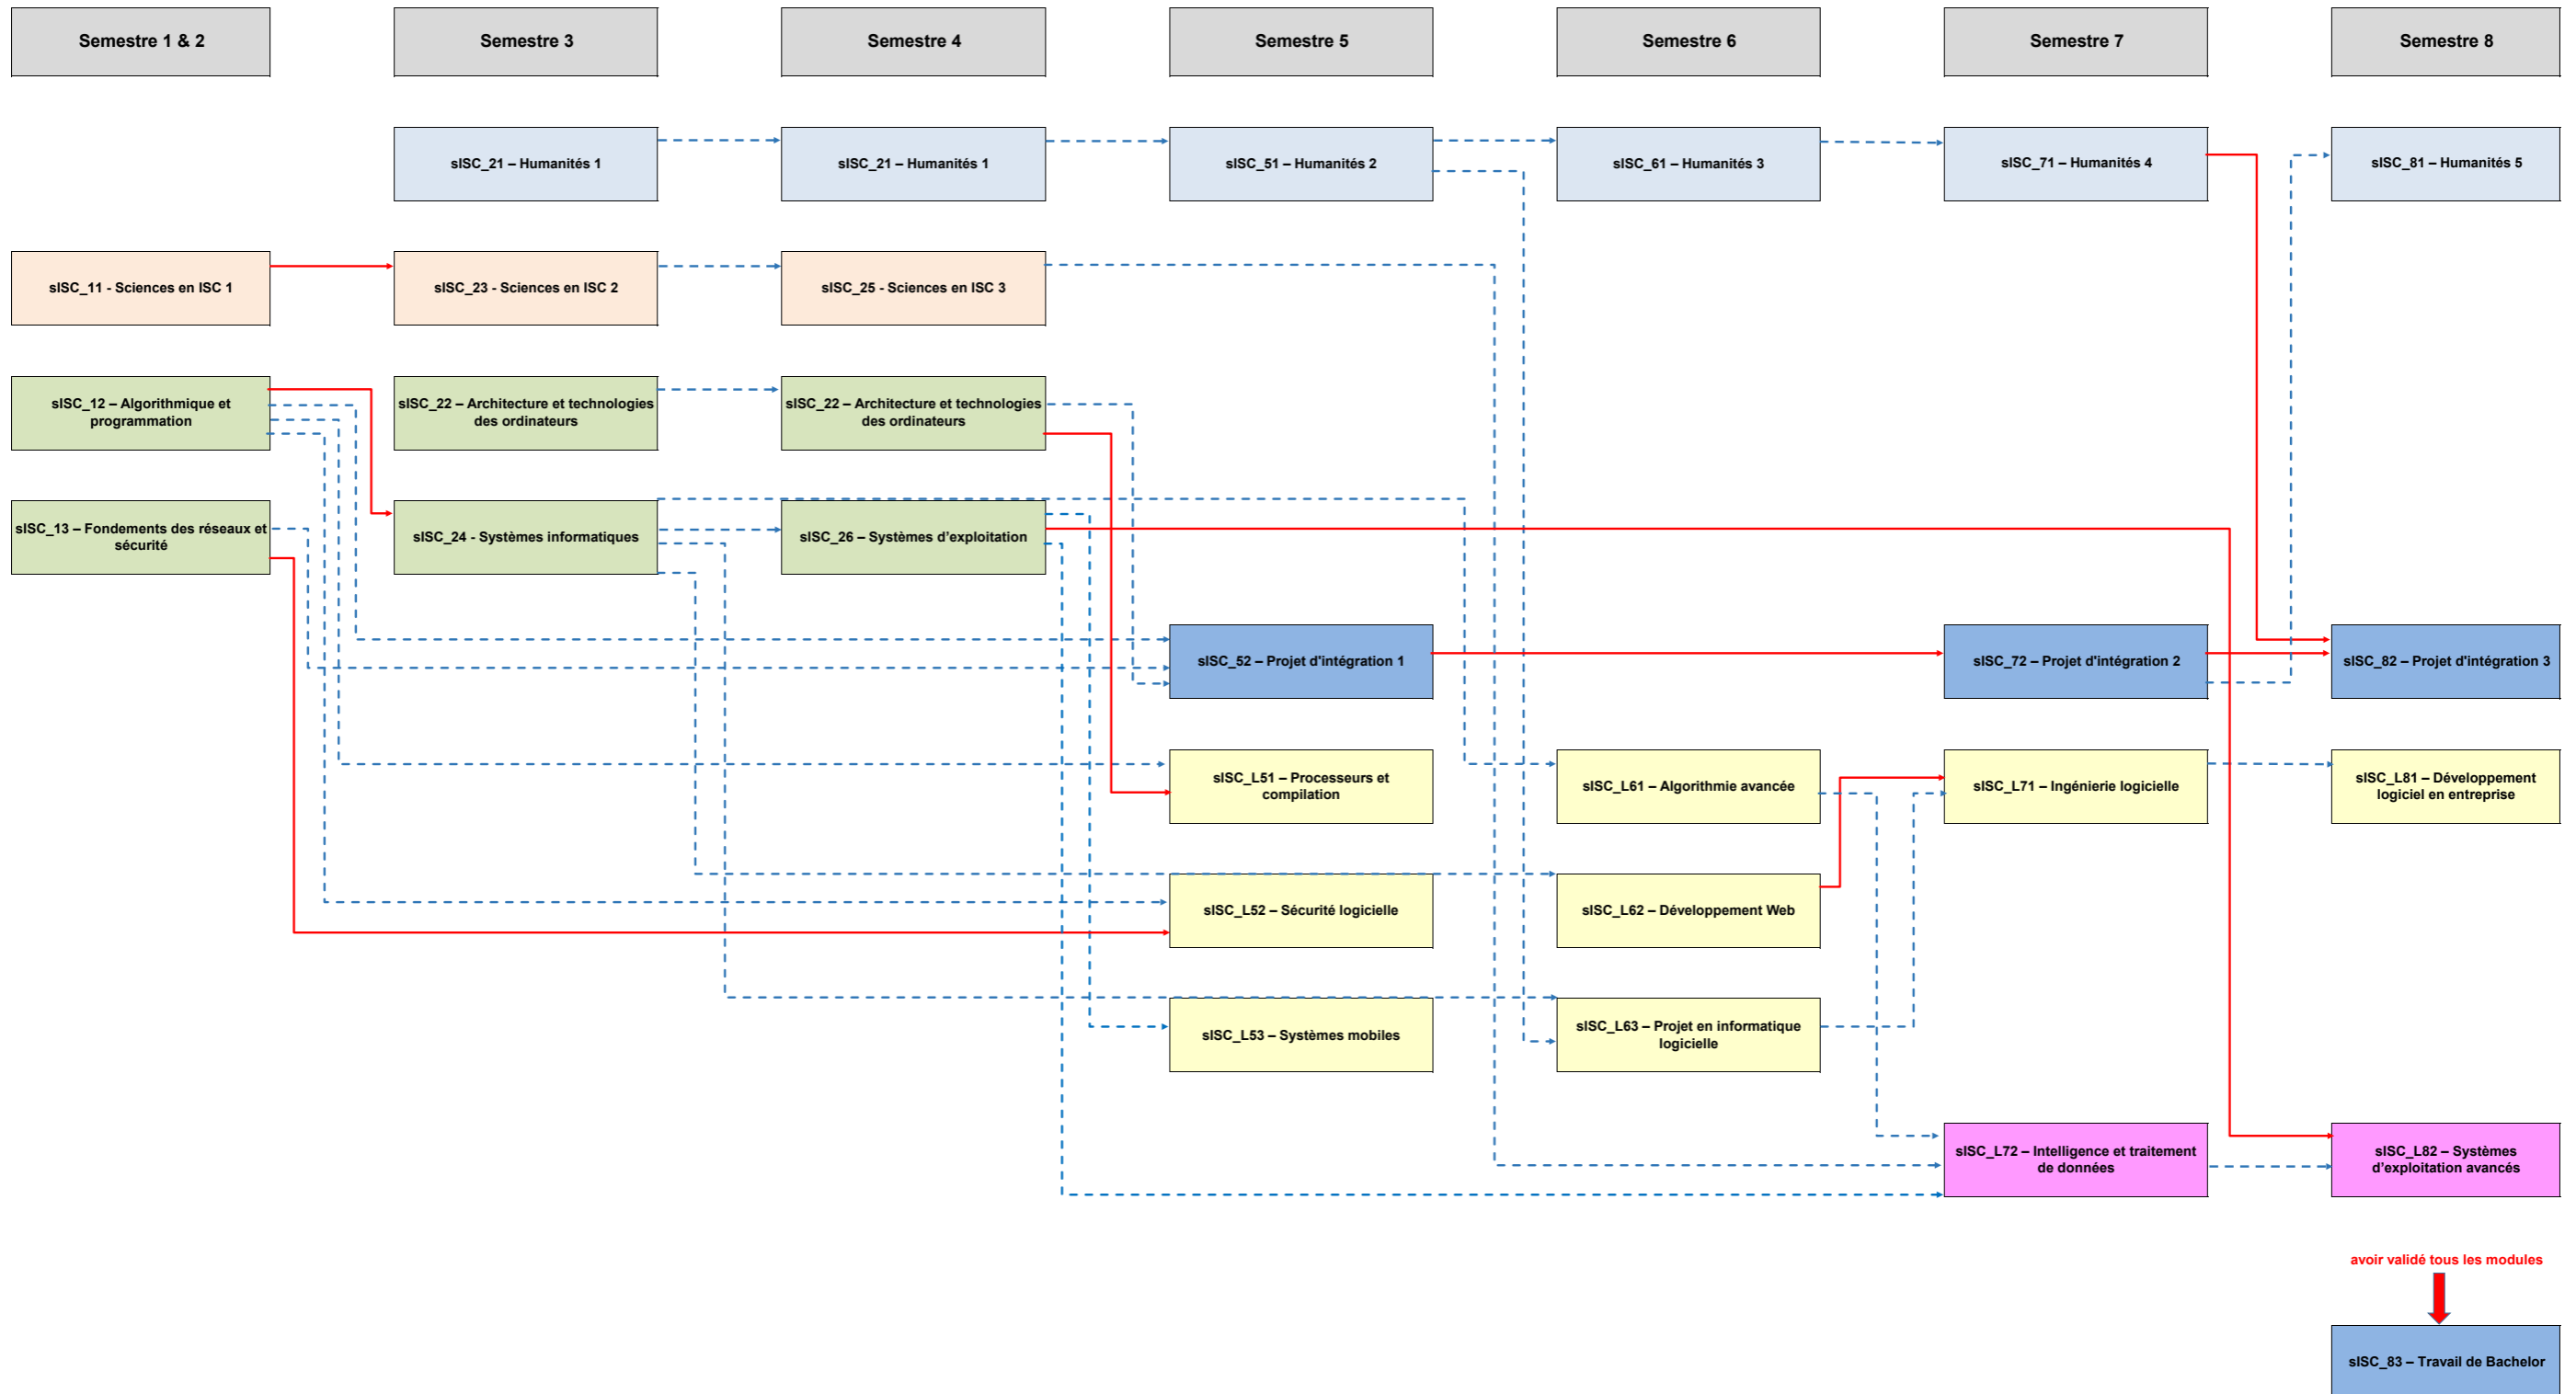 Semestre 1 & 2
Semestre 3
Semestre 4
Semestre 5
Semestre 6
Semestre 7
Semestre 8
sISC_21 – Humanités 1
sISC_21 – Humanités 1
sISC_51 – Humanités 2
sISC_61 – Humanités 3
sISC_71 – Humanités 4
sISC_81 – Humanités 5
sISC_11 - Sciences en ISC 1
sISC_23 - Sciences en ISC 2
sISC_25 - Sciences en ISC 3
sISC_12 – Algorithmique et
programmation
sISC_22 – Architecture et technologies
des ordinateurs
sISC_22 – Architecture et technologies
des ordinateurs
sISC_13 – Fondements des réseaux et
sécurité
sISC_24 - Systèmes informatiques
sISC_26 – Systèmes d’exploitation
sISC_52 – Projet d'intégration 1
sISC_72 – Projet d'intégration 2
sISC_82 – Projet d'intégration 3
sISC_L51 – Processeurs et
compilation
sISC_L61 – Algorithmie avancée
sISC_L71 – Ingénierie logicielle
sISC_L81 – Développement
logiciel en entreprise
sISC_L52 – Sécurité logicielle
sISC_L62 – Développement Web
sISC_L53 – Systèmes mobiles
sISC_L63 – Projet en informatique
logicielle
sISC_L72 – Intelligence et traitement
de données
sISC_L82 – Systèmes
d’exploitation avancés
avoir validé tous les modules
sISC_83 – Travail de Bachelor